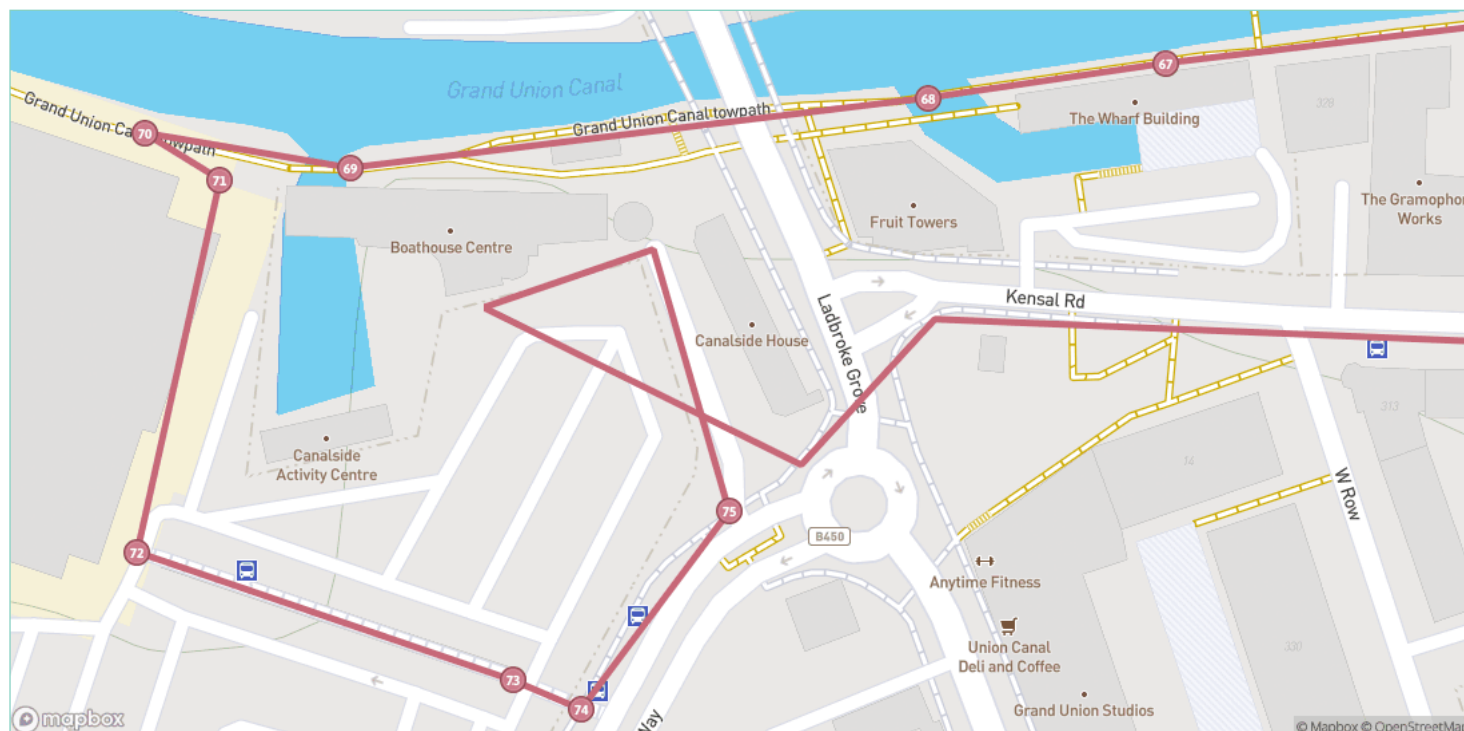 Grand Union Canal
67
68
Grand Union Canal towpath
Grand Union Canal towpath
70
69
71
The Wharf Building
329
The Gramophon
Works
Fruit Towers
Boathouse Centre
Kensal Rd
Ladbroke Grove
Canalside House
313
Canalside
Activity Centre
14
W Row
75
B450
72
Anytime Fitness
Union Canal
Deli and Coffee
330
73
74
Way
Grand Union Studios
mapbox
© Mapbox © OpenStreetMap